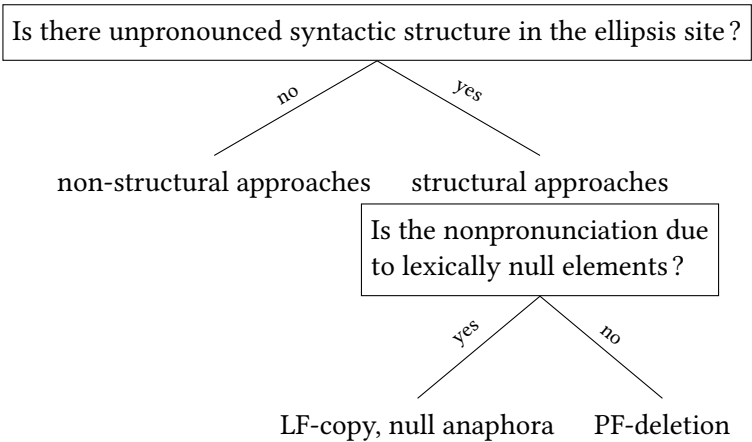 Is there unpronounced syntactic structure in the ellipsis site ?
no
yes
non-structural approaches
structural approaches
Is the nonpronunciation due
to lexically null elements ?
yes
no
LF-copy, null anaphora
PF-deletion